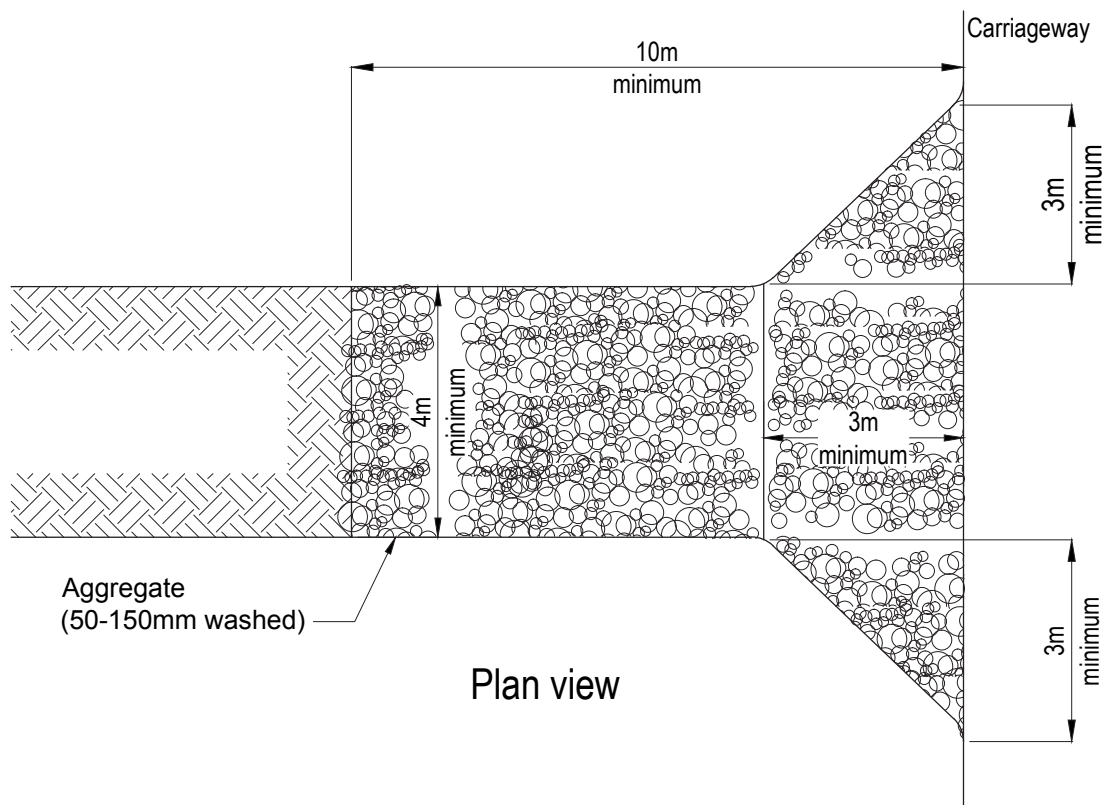 Carriageway
10m
minimum
3m
minimum
4m
minimum
3m
minimum
Aggregate
(50-150mm washed)
3m
minimum
Plan view